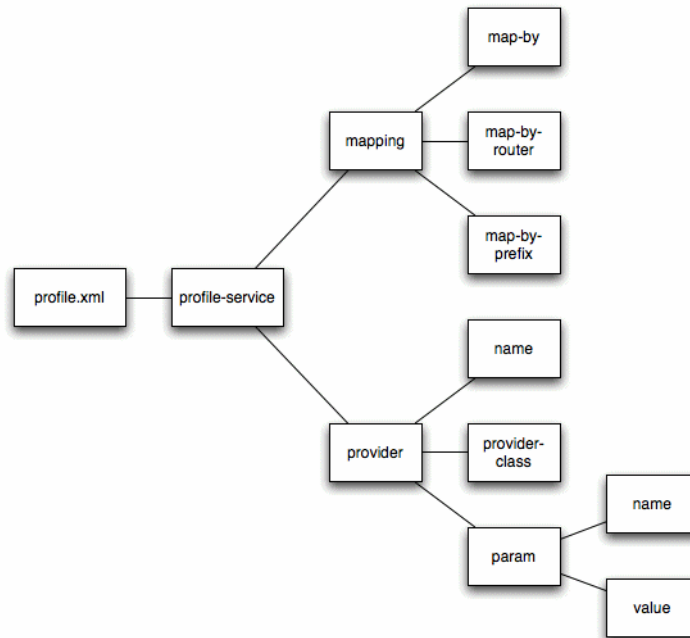 map-by
mapping
map-by-
router
map-by-
prefix
profile.xml
profile-service
name
provider
provider-
class
name
param
value